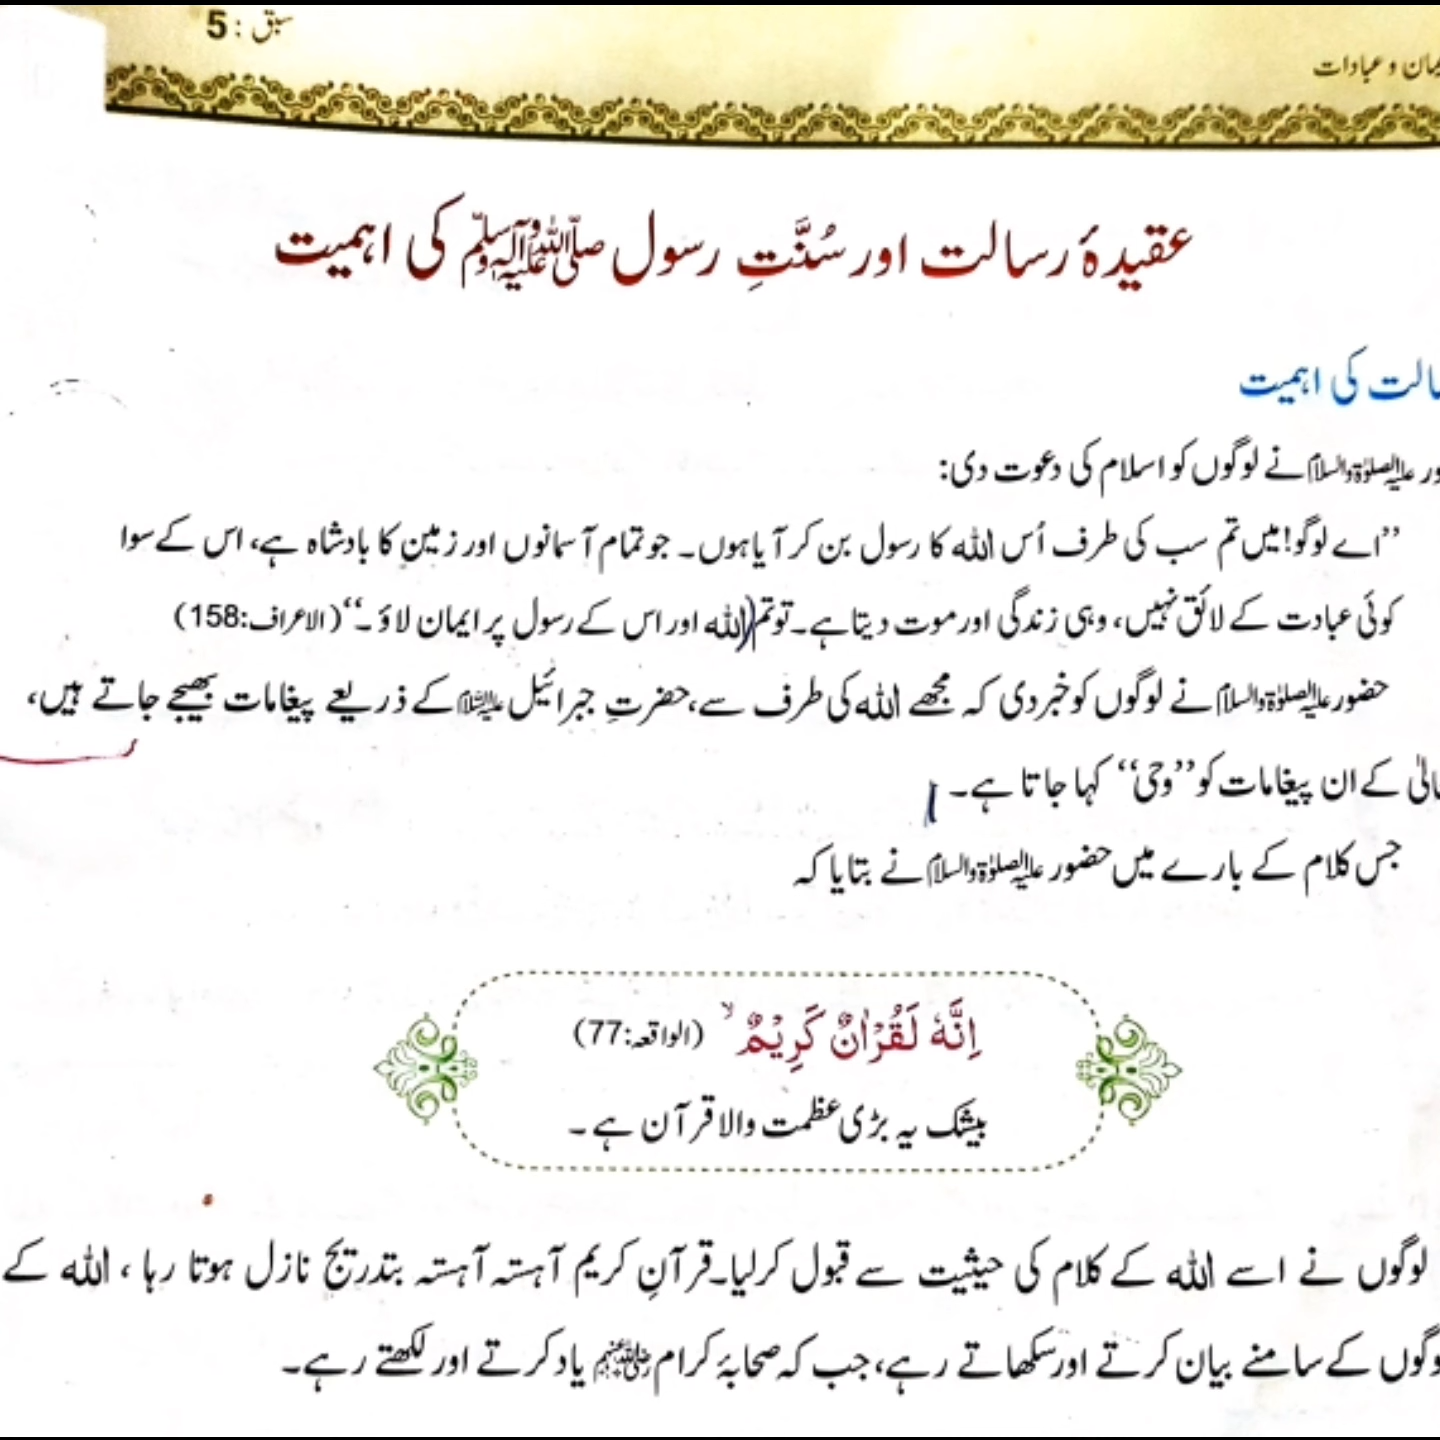 سبق : 5
و عبادات
عقیدۂ رسالت اور سُنَّتِ رسول صلی اللہ علیہ وآلہ وسلم کی اہمیت
کی اہمیت
علیہ الصلوٰۃ والسلام نے لوگوں کو اسلام کی دعوت دی:
”اے لوگو! میں تم سب کی طرف اُس اللہ کا رسول بن کر آیا ہوں۔ جو تمام آسمانوں اور زمین کا بادشاہ ہے، اس کے سوا
کوئی عبادت کے لائق نہیں، وہی زندگی اور موت دیتا ہے۔ تو تم اللہ اور اس کے رسول پر ایمان لاؤ۔“ (الاعراف:158)
حضور علیہ الصلوٰۃ والسلام نے لوگوں کو خبر دی کہ مجھے اللہ کی طرف سے، حضرتِ جبرائیل علیہ السلام کے ذریعے پیغامات بھیجے جاتے ہیں،
کے ان پیغامات کو ”وحی“ کہا جاتا ہے۔
جس کلام کے بارے میں حضور علیہ الصلوٰۃ والسلام نے بتایا کہ
اِنَّهٗ لَقُرْاٰنٌ كَرِيْمٌ ۙ (الواقعہ:77)
بیشک یہ بڑی عظمت والا قرآن ہے۔
لوگوں نے اسے اللہ کے کلام کی حیثیت سے قبول کر لیا۔ قرآنِ کریم آہستہ آہستہ بتدریج نازل ہوتا رہا، اللہ کے
کے سامنے بیان کرتے اور سکھاتے رہے، جب کہ صحابۂ کرام رضی اللہ عنہم یاد کرتے اور لکھتے رہے۔